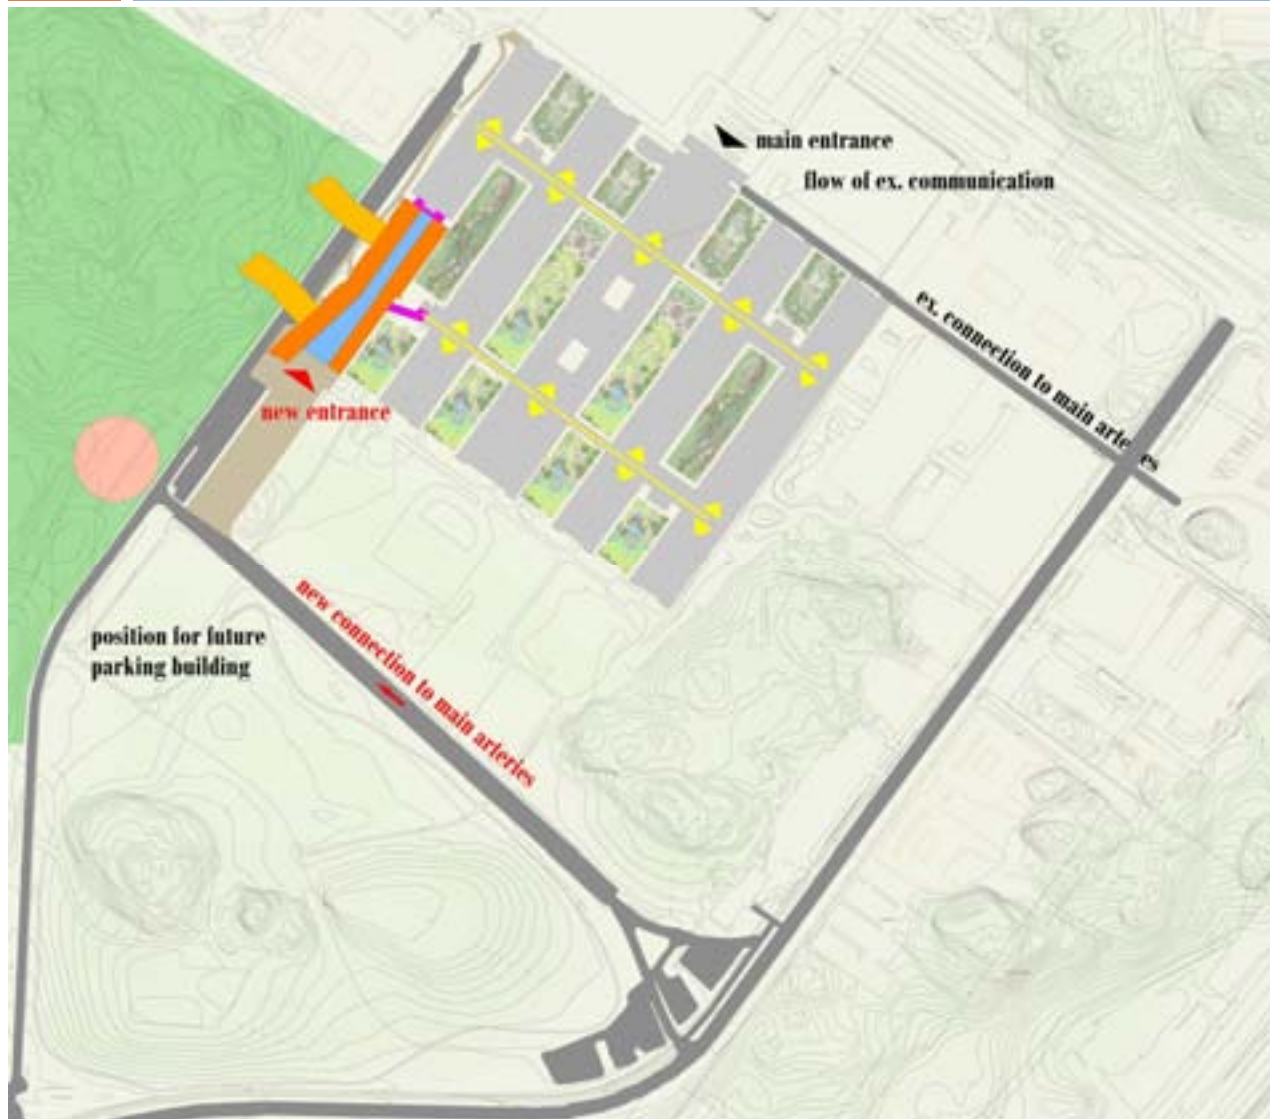 main entrance
flow of ex. communication
ex. connection to main arteries
new entrance
new connection to main arteries
position for future
parking building